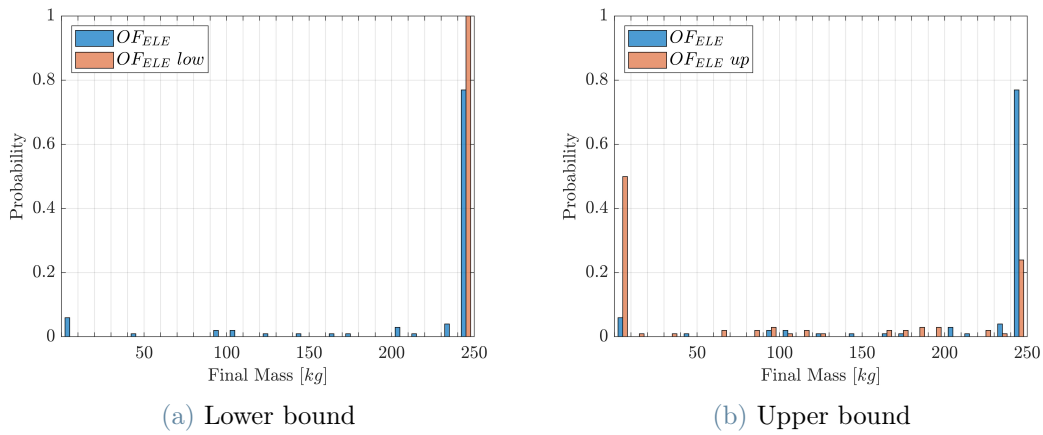 1
0.8
0.6
0.4
0.2
0
Probability
OF_ELE
OF_ELE low
50
100
150
200
250
Final Mass [kg]
(a) Lower bound
1
0.8
0.6
0.4
0.2
0
Probability
OF_ELE
OF_ELE up
50
100
150
200
250
Final Mass [kg]
(b) Upper bound